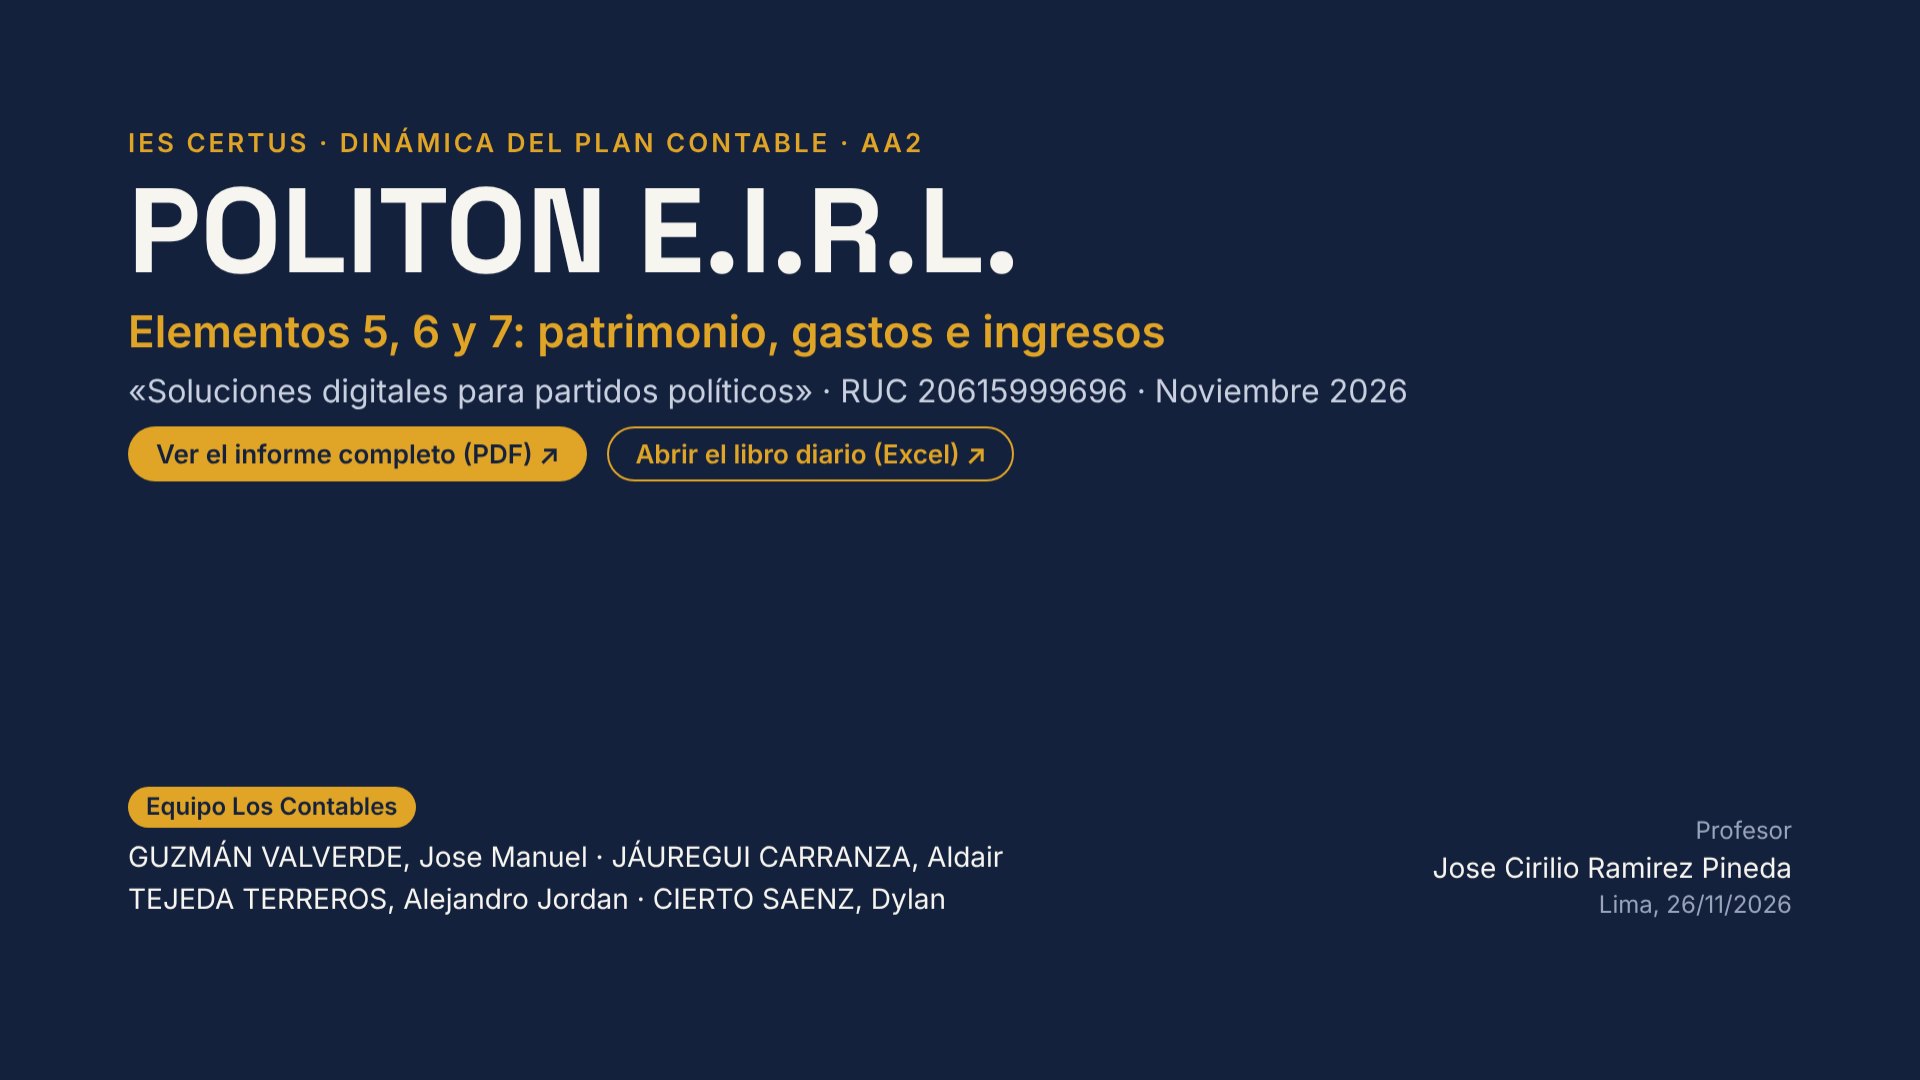 IES CERTUS · DINÁMICA DEL PLAN CONTABLE · AA2
POLITON E.I.R.L.
Elementos 5, 6 y 7: patrimonio, gastos e ingresos
«Soluciones digitales para partidos políticos» · RUC 20615999696 · Noviembre 2026
Ver el informe completo (PDF) ↗
Abrir el libro diario (Excel) ↗
Equipo Los Contables
GUZMÁN VALVERDE, Jose Manuel · JÁUREGUI CARRANZA, Aldair
TEJEDA TERREROS, Alejandro Jordan · CIERTO SAENZ, Dylan
Profesor
Jose Cirilio Ramirez Pineda
Lima, 26/11/2026